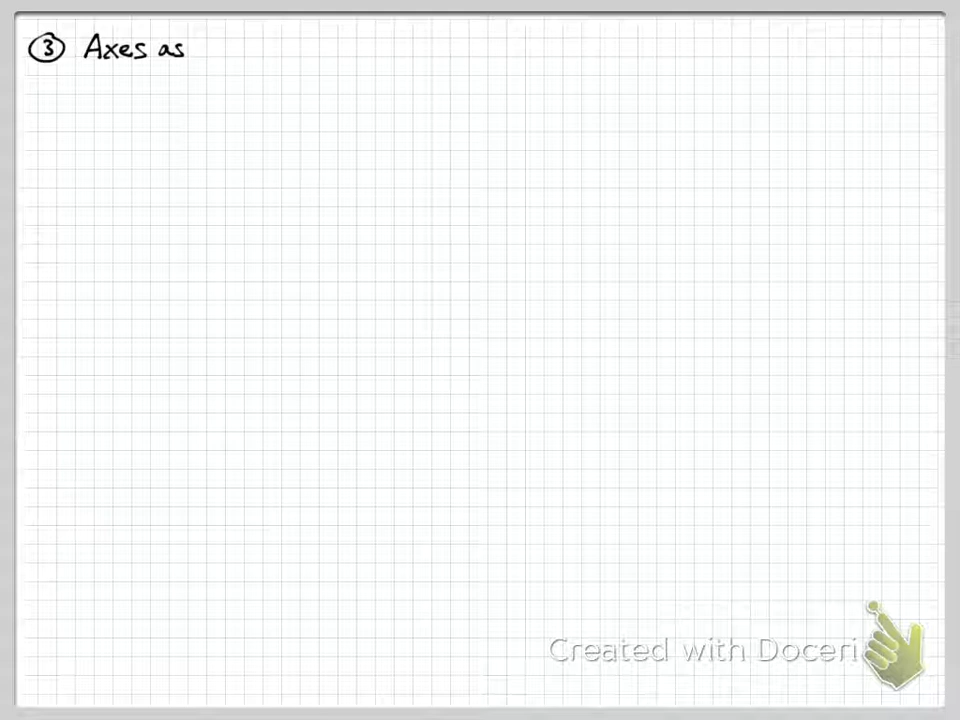 ③ Axes as
Created with Doceri